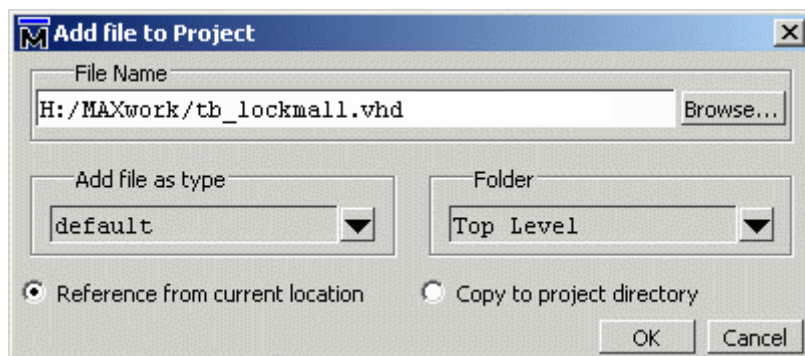 M Add file to Project
File Name
H:/MAXwork/tb_lockmall.vhd Browse...
Add file as type Folder
default Top Level
Reference from current location Copy to project directory
OK Cancel